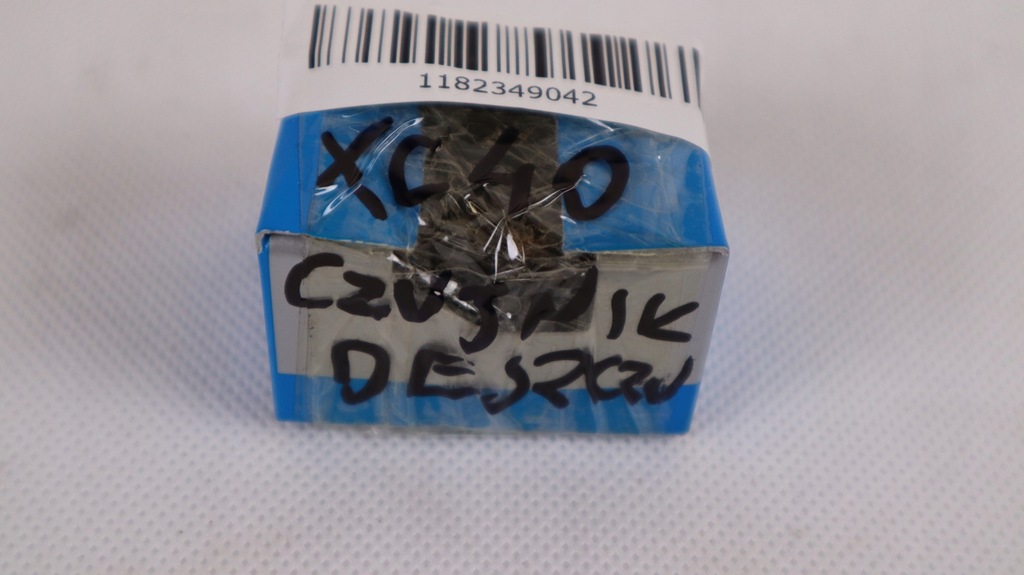 1182349042
XC40
CZUJNIK
DESZCZU